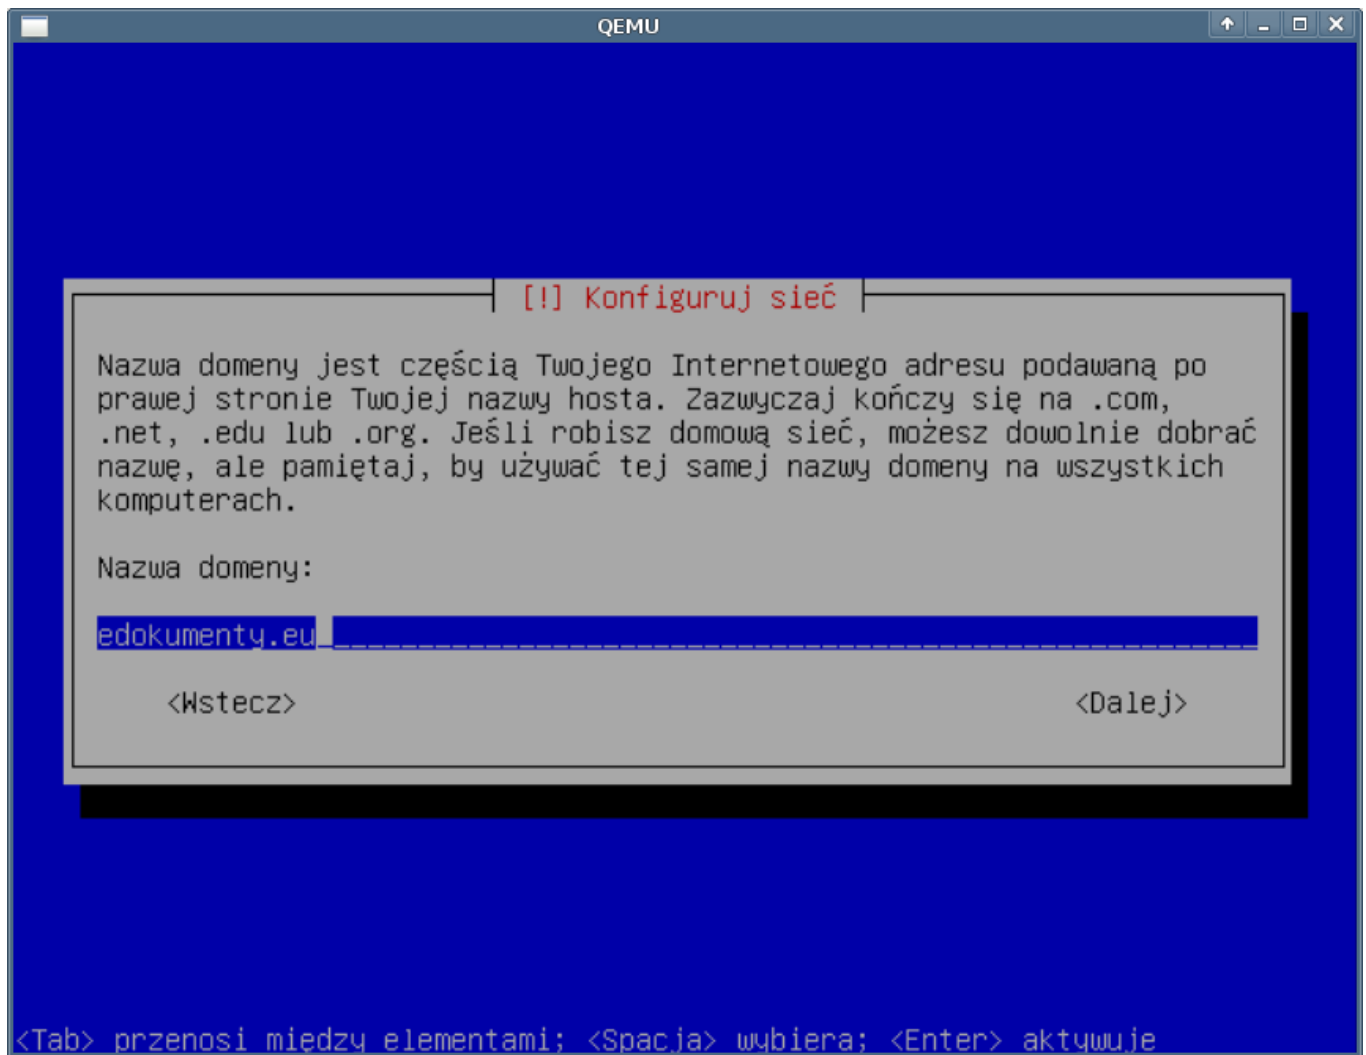 QEMU
[!] Konfiguruj sieć
Nazwa domeny jest częścią Twojego Internetowego adresu podawaną po
prawej stronie Twojej nazwy hosta. Zazwyczaj kończy się na .com,
.net, .edu lub .org. Jeśli robisz domową sieć, możesz dowolnie dobrać
nazwę, ale pamiętaj, by używać tej samej nazwy domeny na wszystkich
komputerach.
Nazwa domeny:
edokumenty.eu
<Wstecz> <Dalej>
<Tab> przenosi między elementami; <Spacja> wybiera; <Enter> aktywuje